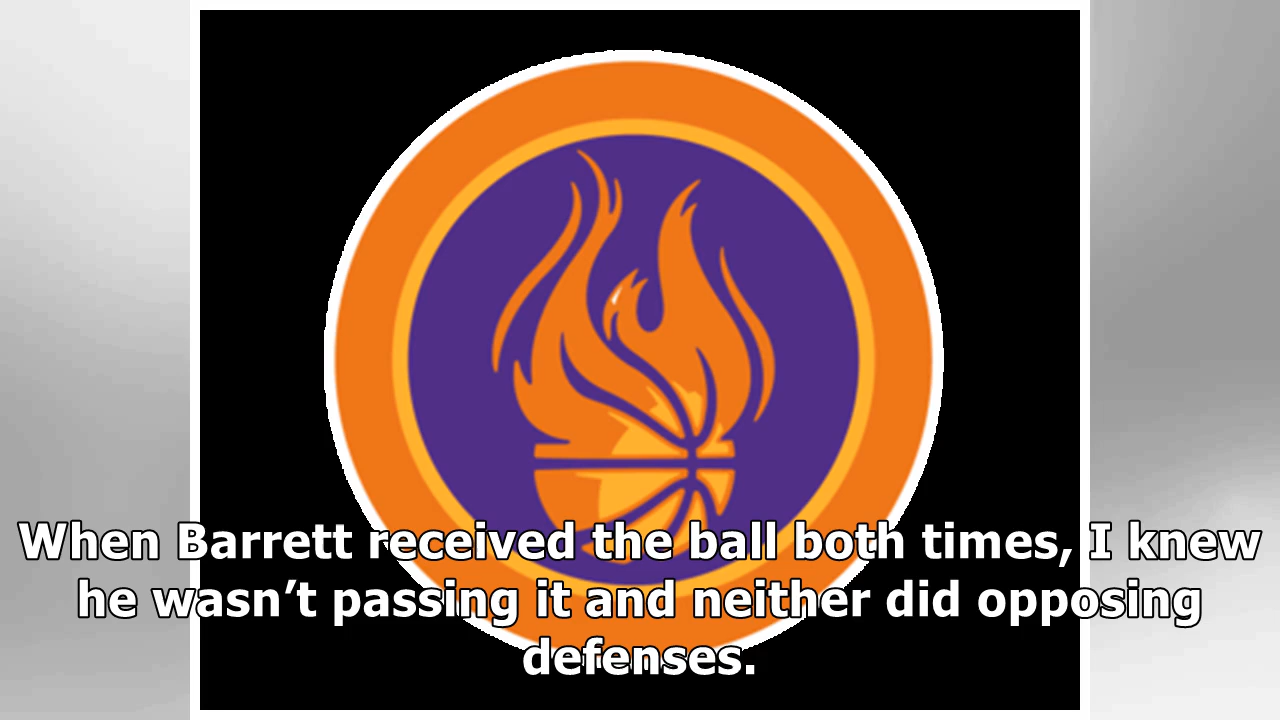 When Barrett received the ball both times, I knew
he wasn’t passing it and neither did opposing
defenses.